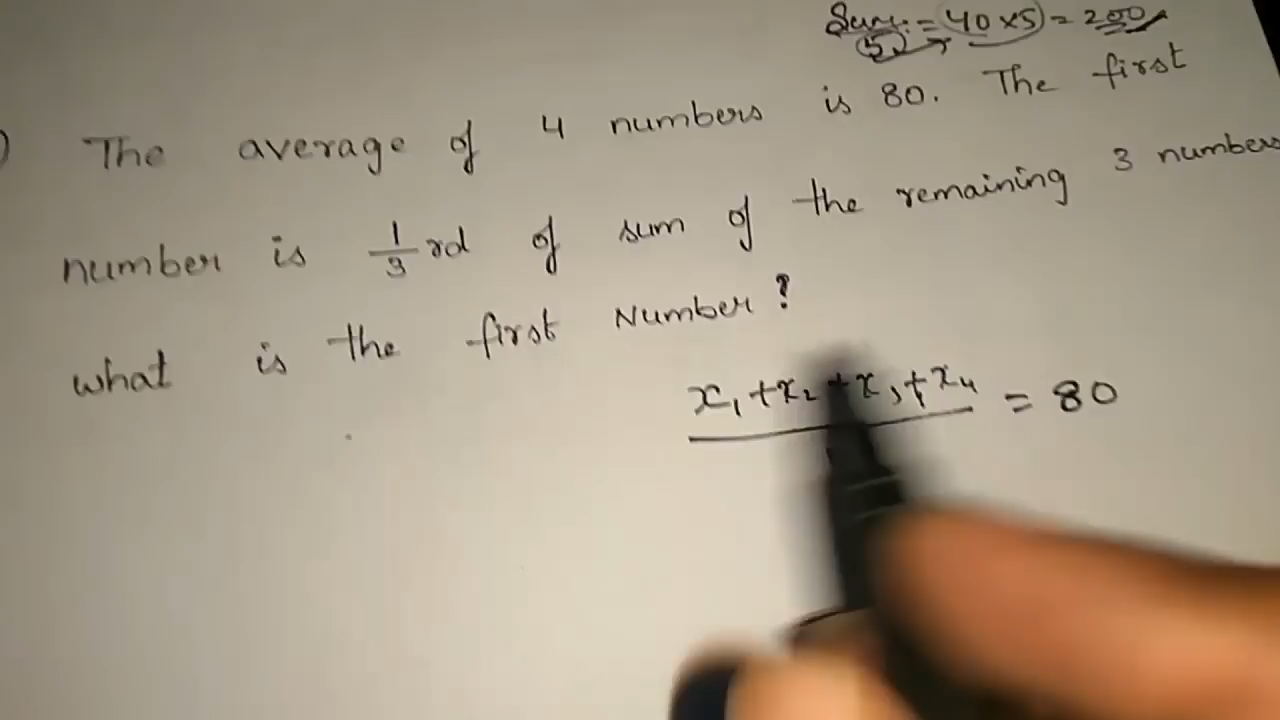 Sum = 40 x 5 = 200
5
) The average of 4 numbers is 80. The first
number is 1/3 rd of sum of the remaining 3 numbers
what is the first Number ?
x1 + x2 + x3 + x4 = 80